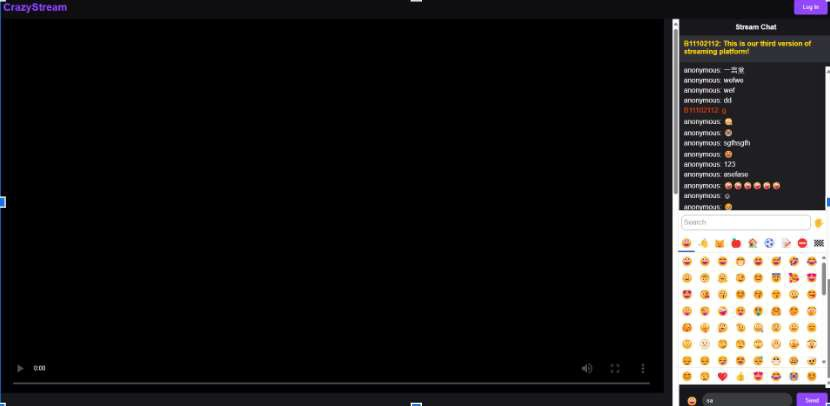 CrazyStream
Log In
Stream Chat
B11102112: This is our third version of
streaming platform!
anonymous: 一言堂
anonymous: wefwe
anonymous: wef
anonymous: dd
B11102112: g
anonymous:
anonymous:
anonymous: sgfhsgfh
anonymous:
anonymous: 123
anonymous: asefase
anonymous:
anonymous:
anonymous:
Search
0:00
sa
Send